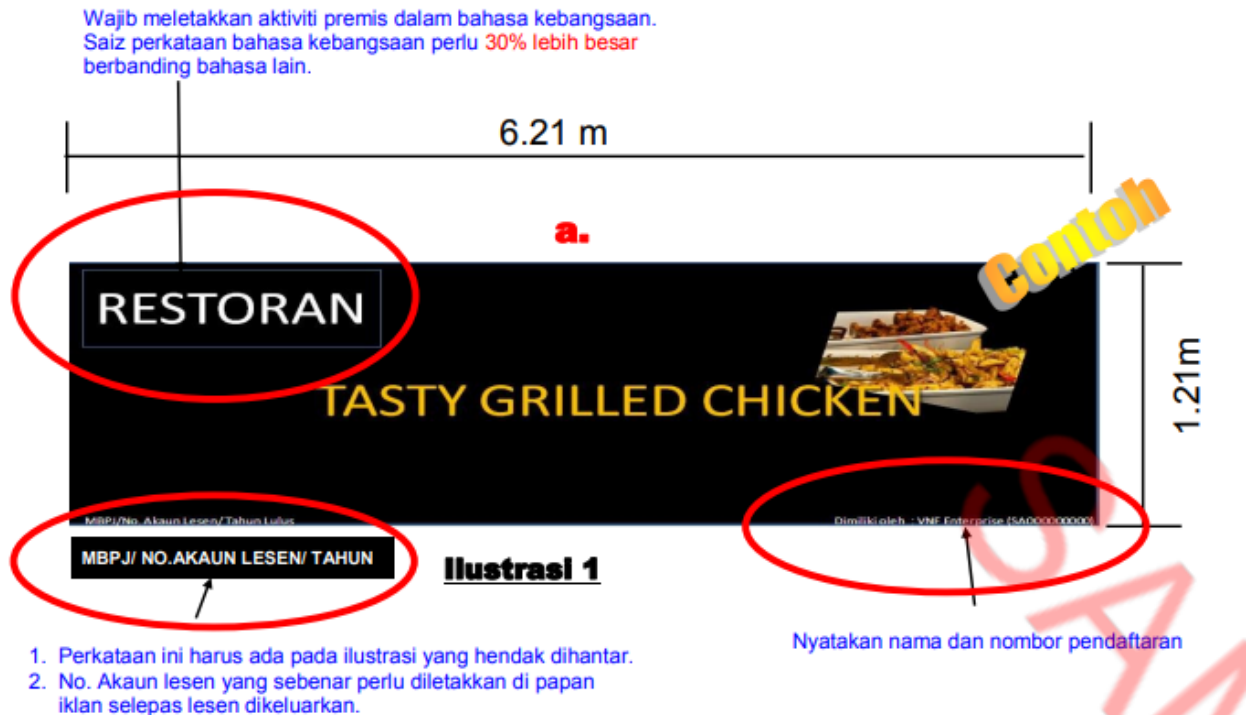 Wajib meletakkan aktiviti premis dalam bahasa kebangsaan.
Saiz perkataan bahasa kebangsaan perlu 30% lebih besar
berbanding bahasa lain.
6.21 m
a.
Contoh
RESTORAN
TASTY GRILLED CHICKEN
1.21m
MBPJ/No. Akaun Lesen/Tahun Lulus
Dimiliki oleh : VNF Enterprise (SA000000000)
MBPJ/ NO.AKAUN LESEN/ TAHUN
Ilustrasi 1
Nyatakan nama dan nombor pendaftaran
1. Perkataan ini harus ada pada ilustrasi yang hendak dihantar.
2. No. Akaun lesen yang sebenar perlu diletakkan di papan
iklan selepas lesen dikeluarkan.